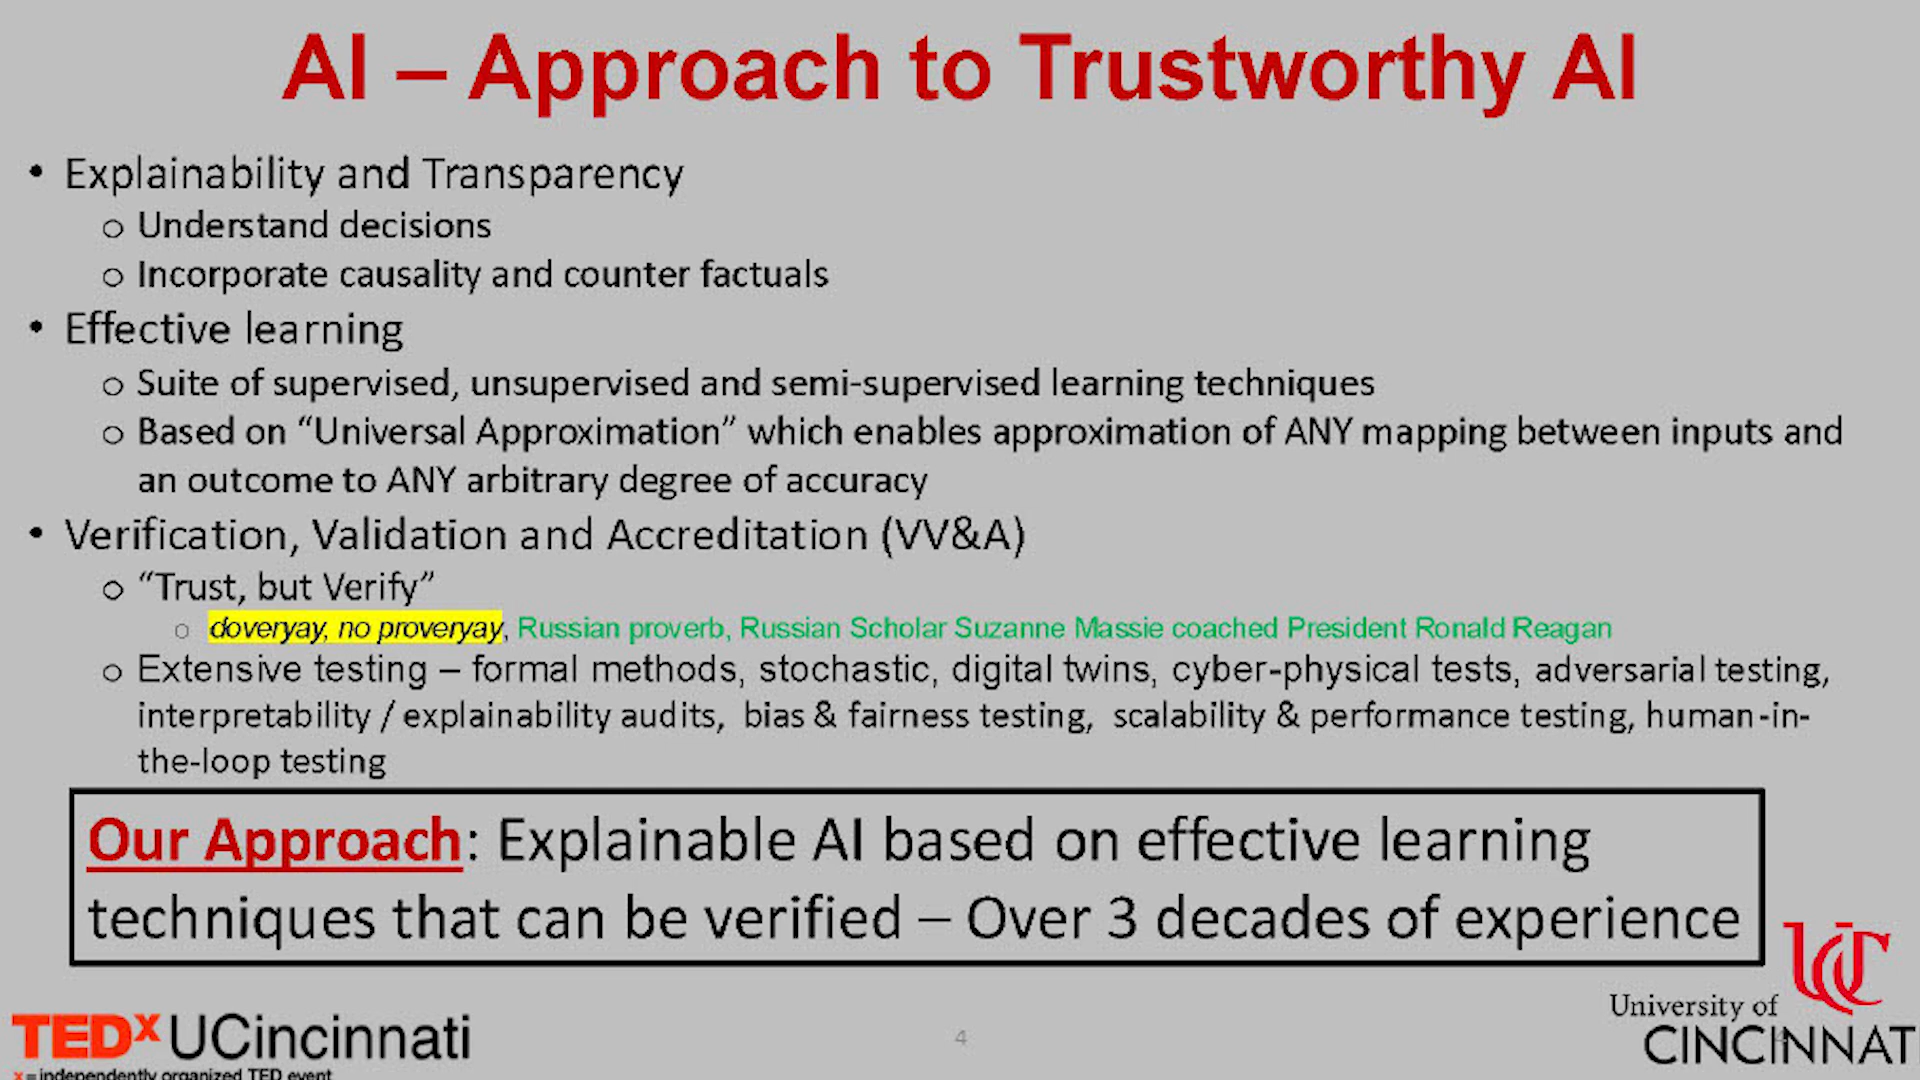 AI – Approach to Trustworthy AI
• Explainability and Transparency
o Understand decisions
o Incorporate causality and counter factuals
• Effective learning
o Suite of supervised, unsupervised and semi-supervised learning techniques
o Based on “Universal Approximation” which enables approximation of ANY mapping between inputs and
an outcome to ANY arbitrary degree of accuracy
• Verification, Validation and Accreditation (VV&A)
o “Trust, but Verify”
o doveryay, no proveryay, Russian proverb, Russian Scholar Suzanne Massie coached President Ronald Reagan
o Extensive testing – formal methods, stochastic, digital twins, cyber-physical tests, adversarial testing,
interpretability / explainability audits, bias & fairness testing, scalability & performance testing, human-in-
the-loop testing
Our Approach: Explainable AI based on effective learning
techniques that can be verified – Over 3 decades of experience
TEDx UCincinnati
x = independently organized TED event
4
UC
University of
CINCINNAT